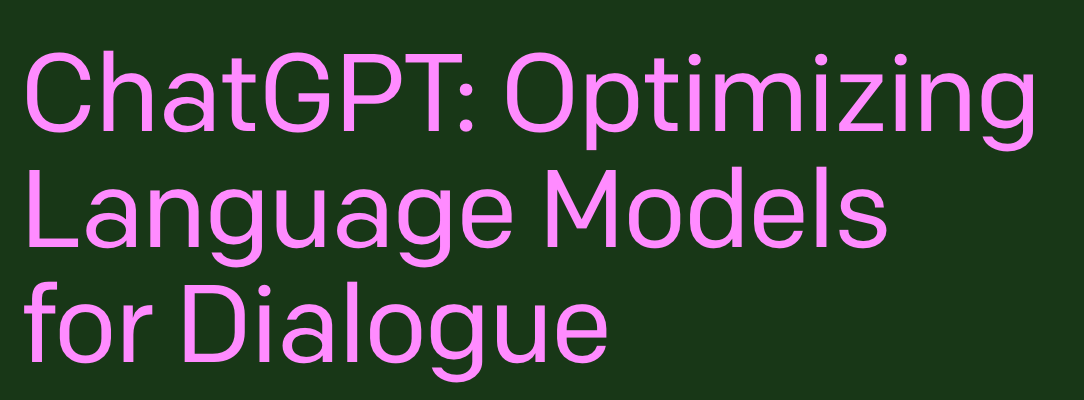 ChatGPT: Optimizing
Language Models
for Dialogue